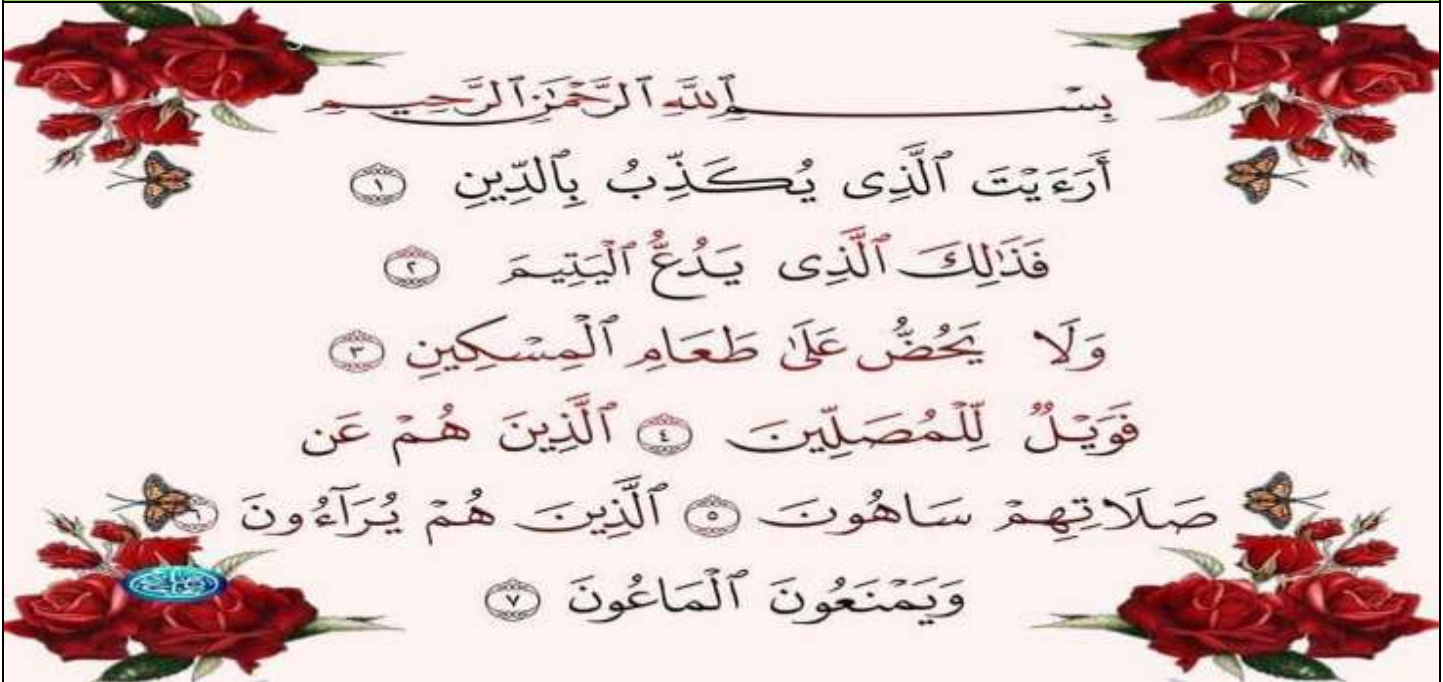 بِسْمِ ٱللَّهِ ٱلرَّحْمَٰنِ ٱلرَّحِيمِ
أَرَءَيْتَ ٱلَّذِى يُكَذِّبُ بِٱلدِّينِ ١
فَذَٰلِكَ ٱلَّذِى يَدُعُّ ٱلْيَتِيمَ ٢
وَلَا يَحُضُّ عَلَىٰ طَعَامِ ٱلْمِسْكِينِ ٣
فَوَيْلٌ لِّلْمُصَلِّينَ ٤ ٱلَّذِينَ هُمْ عَن
صَلَاتِهِمْ سَاهُونَ ٥ ٱلَّذِينَ هُمْ يُرَآءُونَ ٦
وَيَمْنَعُونَ ٱلْمَاعُونَ ٧